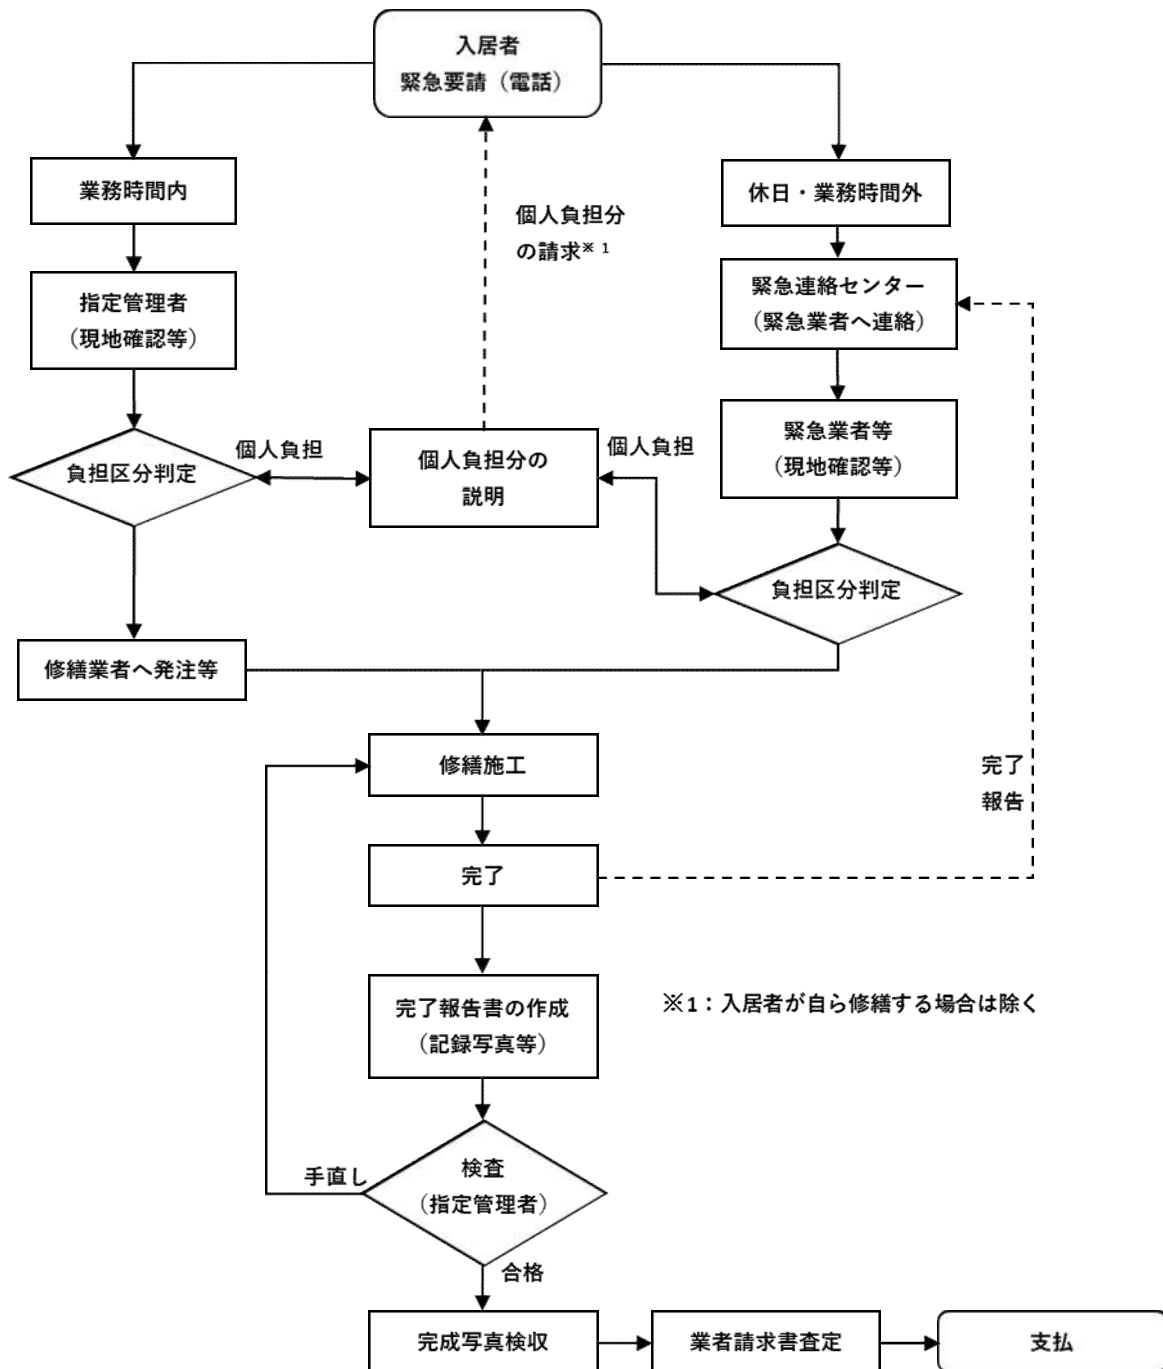 入居者
緊急要請（電話）
業務時間内
休日・業務時間外
個人負担分
の請求※1
指定管理者
（現地確認等）
緊急連絡センター
（緊急業者へ連絡）
緊急業者等
（現地確認等）
負担区分判定
個人負担
個人負担分の
説明
個人負担
負担区分判定
修繕業者へ発注等
修繕施工
完了
報告
完了
完了報告書の作成
（記録写真等）
※1：入居者が自ら修繕する場合は除く
手直し
検査
（指定管理者）
合格
完成写真検収
業者請求書査定
支払